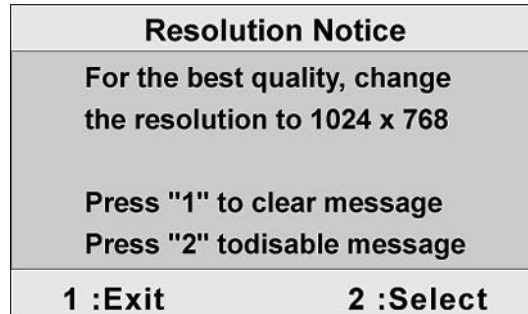 Resolution Notice
For the best quality, change
the resolution to 1024 x 768
Press "1" to clear message
Press "2" todisable message
1 :Exit 2 :Select